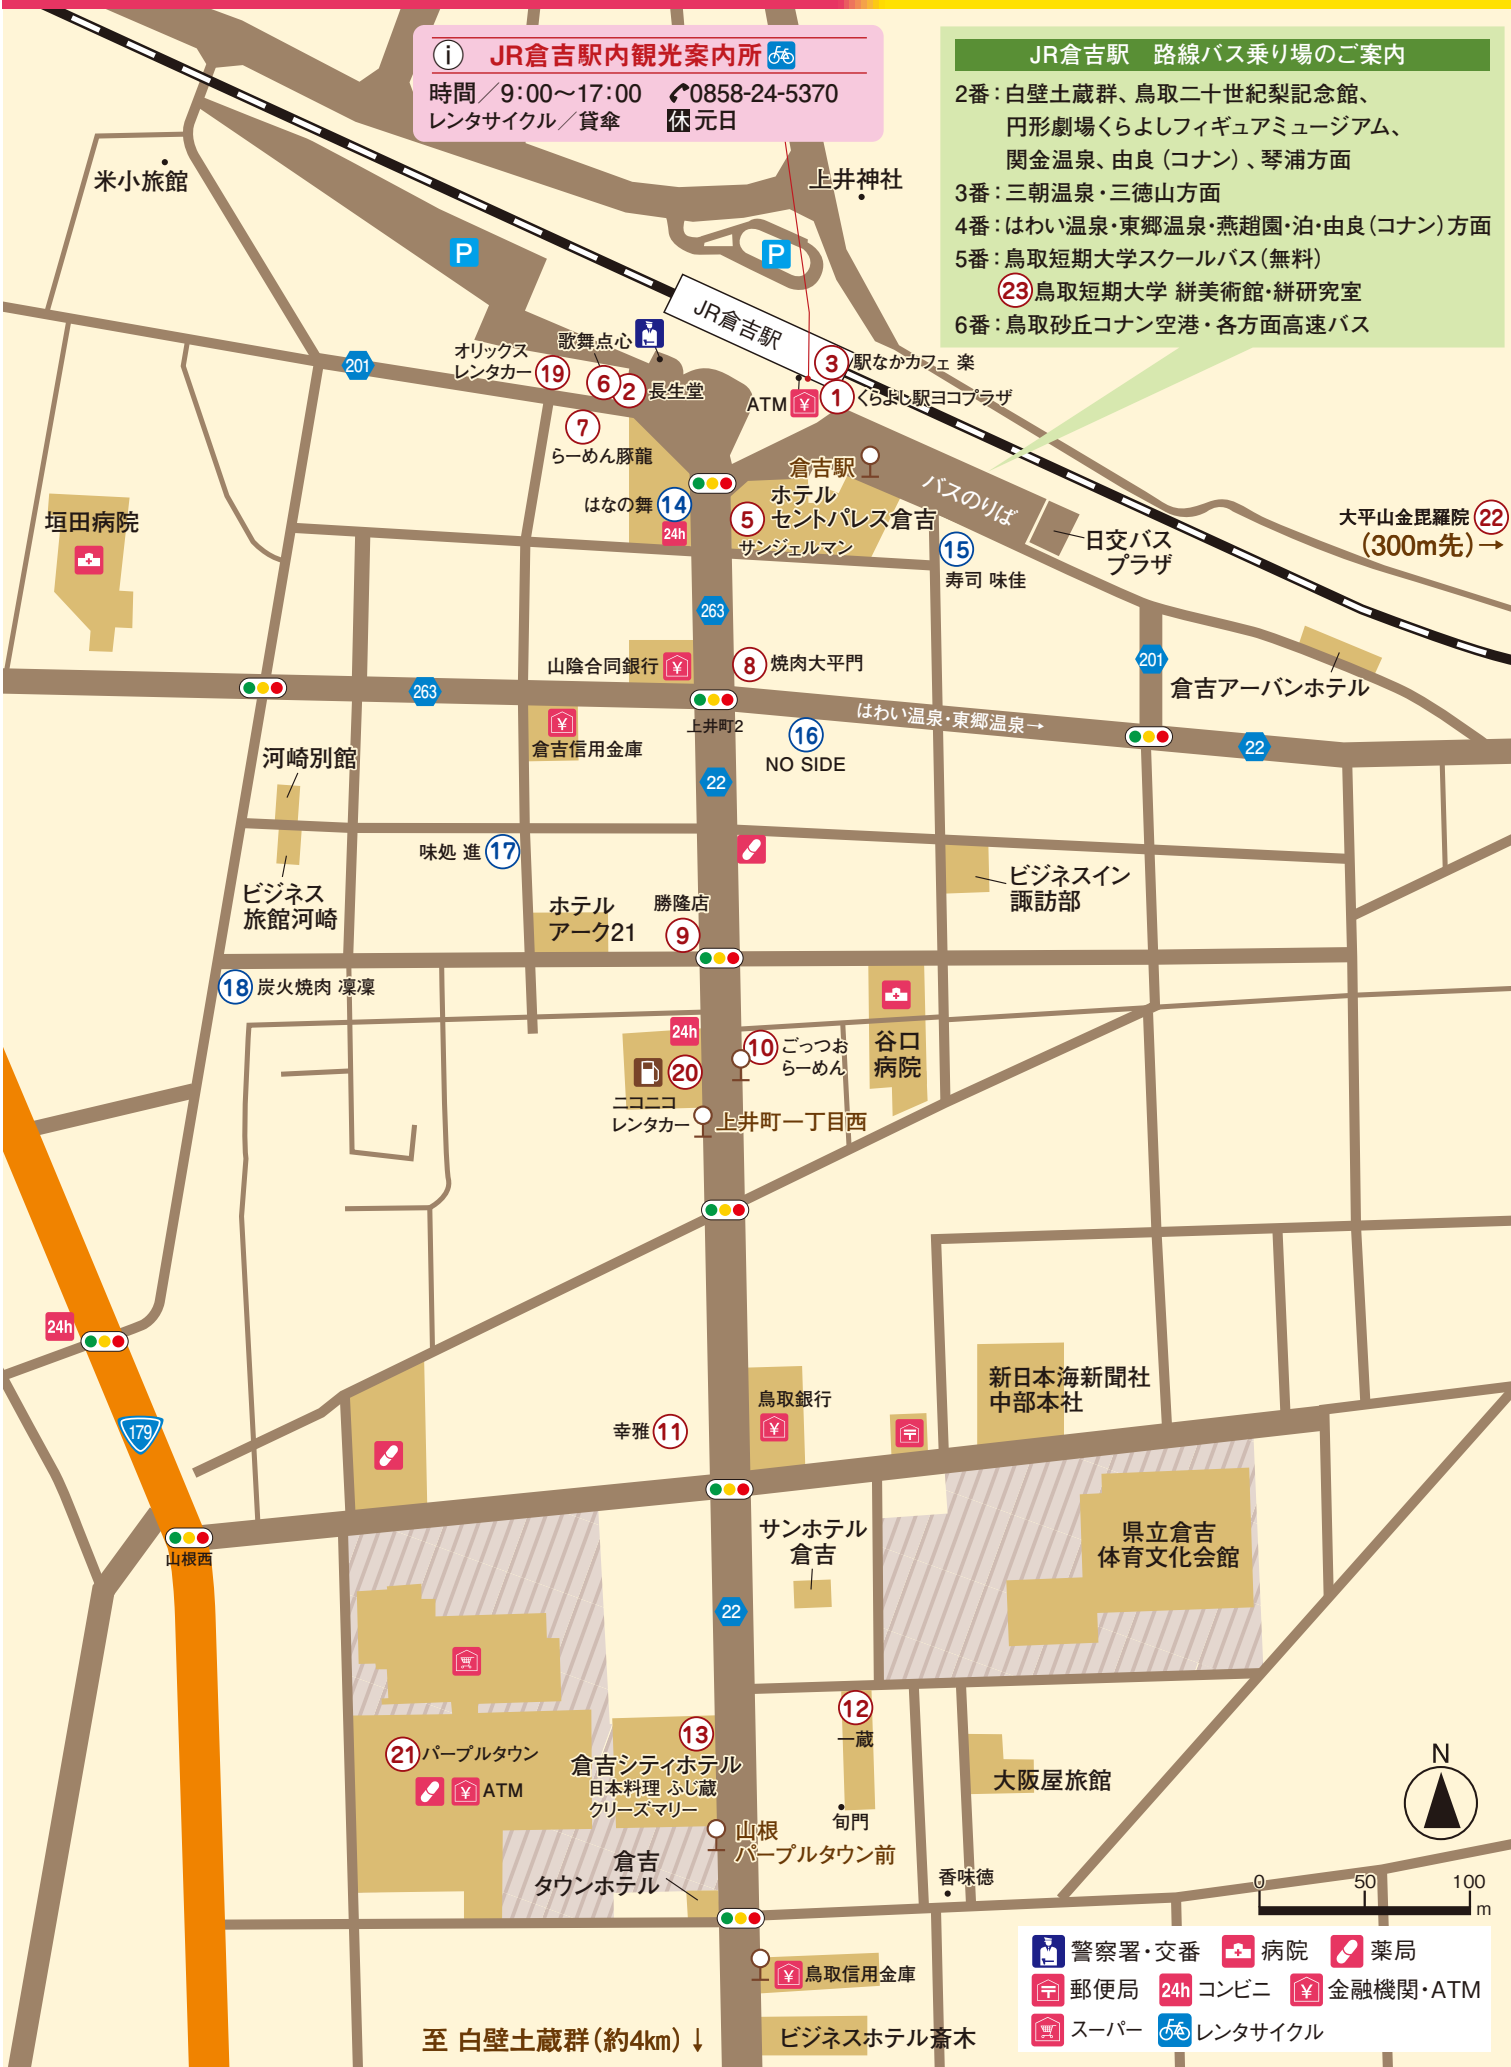 JR倉吉駅内観光案内所
時間／9：00〜17：00 0858-24-5370
レンタサイクル／貸傘 休 元日
JR倉吉駅 路線バス乗り場のご案内
2番：白壁土蔵群、鳥取二十世紀梨記念館、
円形劇場くらよしフィギュアミュージアム、
関金温泉、由良（コナン）、琴浦方面
3番：三朝温泉・三徳山方面
4番：はわい温泉・東郷温泉・燕趙園・泊・由良（コナン）方面
5番：鳥取短期大学スクールバス（無料）
23 鳥取短期大学 絣美術館・絣研究室
6番：鳥取砂丘コナン空港・各方面高速バス
米小旅館
上井神社
P
P
JR倉吉駅
歌舞点心
オリックス
レンタカー 19
201
6
2 長生堂
3 駅なかカフェ 楽
ATM
1 くらよし駅ヨコプラザ
7
らーめん豚龍
倉吉駅
バスのりば
はなの舞 14
24h
5
ホテル
セントパレス倉吉
サンジェルマン
15
寿司 味佳
日交バス
プラザ
大平山金毘羅院 22
（300m先）→
垣田病院
263
山陰合同銀行
8 焼肉大平門
201
倉吉アーバンホテル
263
上井町2
はわい温泉・東郷温泉→
倉吉信用金庫
16
NO SIDE
22
22
河崎別館
味処 進 17
ビジネス
旅館河崎
ホテル
アーク21
勝隆店
9
ビジネスイン
諏訪部
18 炭火焼肉 凜凜
24h
20
ニコニコ
レンタカー
10 ごっつお
らーめん
谷口
病院
上井町一丁目西
24h
179
幸雅 11
鳥取銀行
新日本海新聞社
中部本社
山根西
サンホテル
倉吉
県立倉吉
体育文化会館
22
12
一蔵
13
倉吉シティホテル
日本料理 ふじ蔵
クリーズマリー
21 パープルタウン
ATM
大阪屋旅館
旬門
山根
パープルタウン前
倉吉
タウンホテル
香味徳
N
0 50 100
m
鳥取信用金庫
至 白壁土蔵群（約4km）↓
ビジネスホテル斎木
警察署・交番 病院 薬局
郵便局 24h コンビニ 金融機関・ATM
スーパー レンタサイクル